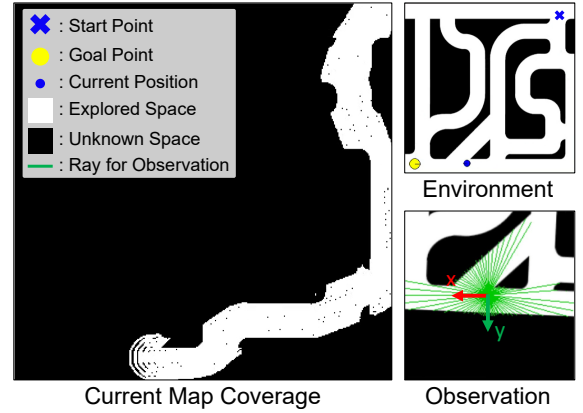 : Start Point
: Goal Point
: Current Position
: Explored Space
: Unknown Space
: Ray for Observation
Current Map Coverage
Environment
x
y
Observation